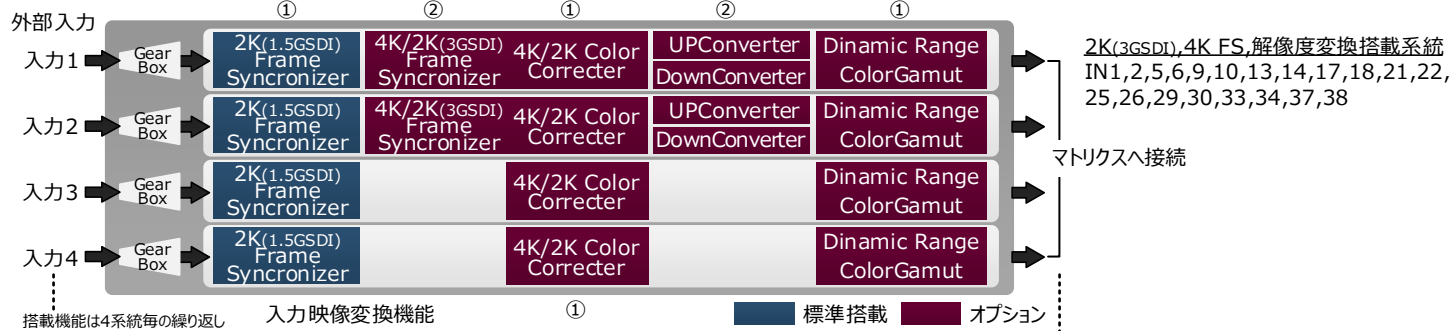 ① ② ① ② ①
外部入力
入力1 Gear Box 2K(1.5GSDI) Frame Syncronizer 4K/2K(3GSDI) Frame Syncronizer 4K/2K Color Correcter UPConverter DownConverter Dinamic Range ColorGamut
入力2 Gear Box 2K(1.5GSDI) Frame Syncronizer 4K/2K(3GSDI) Frame Syncronizer 4K/2K Color Correcter UPConverter DownConverter Dinamic Range ColorGamut
入力3 Gear Box 2K(1.5GSDI) Frame Syncronizer 4K/2K Color Correcter Dinamic Range ColorGamut
入力4 Gear Box 2K(1.5GSDI) Frame Syncronizer 4K/2K Color Correcter Dinamic Range ColorGamut
搭載機能は4系統毎の繰り返し
入力映像変換機能
①
標準搭載
オプション
マトリクスへ接続
2K(3GSDI),4K FS,解像度変換搭載系統
IN1,2,5,6,9,10,13,14,17,18,21,22,
25,26,29,30,33,34,37,38